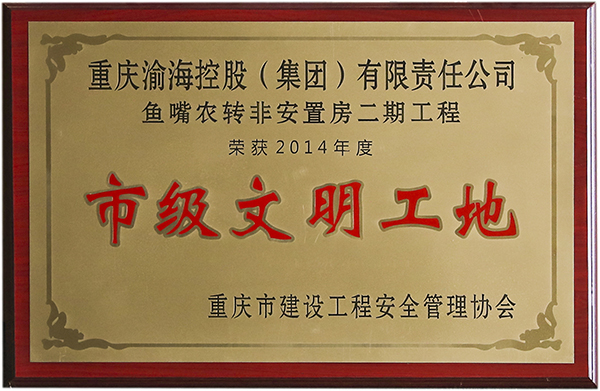 重庆渝海控股（集团）有限责任公司
鱼嘴农转非安置房二期工程
荣获2014年度
市级文明工地
重庆市建设工程安全管理协会